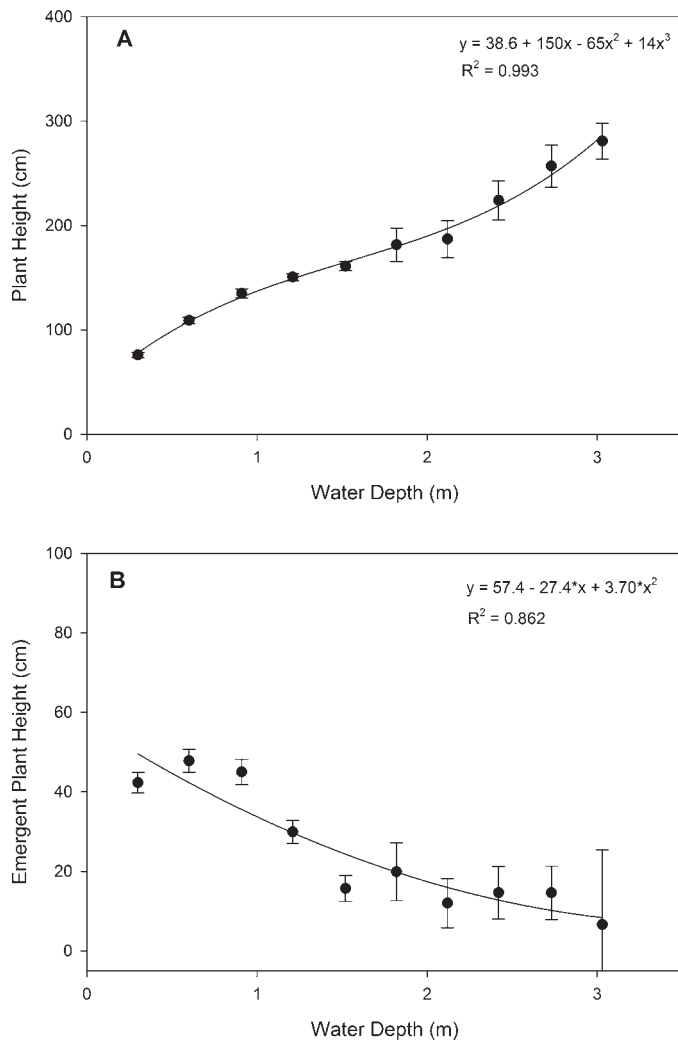 400
A
y = 38.6 + 150x - 65x² + 14x³
R² = 0.993
300
200
100
0
Plant Height (cm)
0 1 2 3
Water Depth (m)
100
B
y = 57.4 - 27.4*x + 3.70*x²
R² = 0.862
80
60
40
20
0
Emergent Plant Height (cm)
0 1 2 3
Water Depth (m)